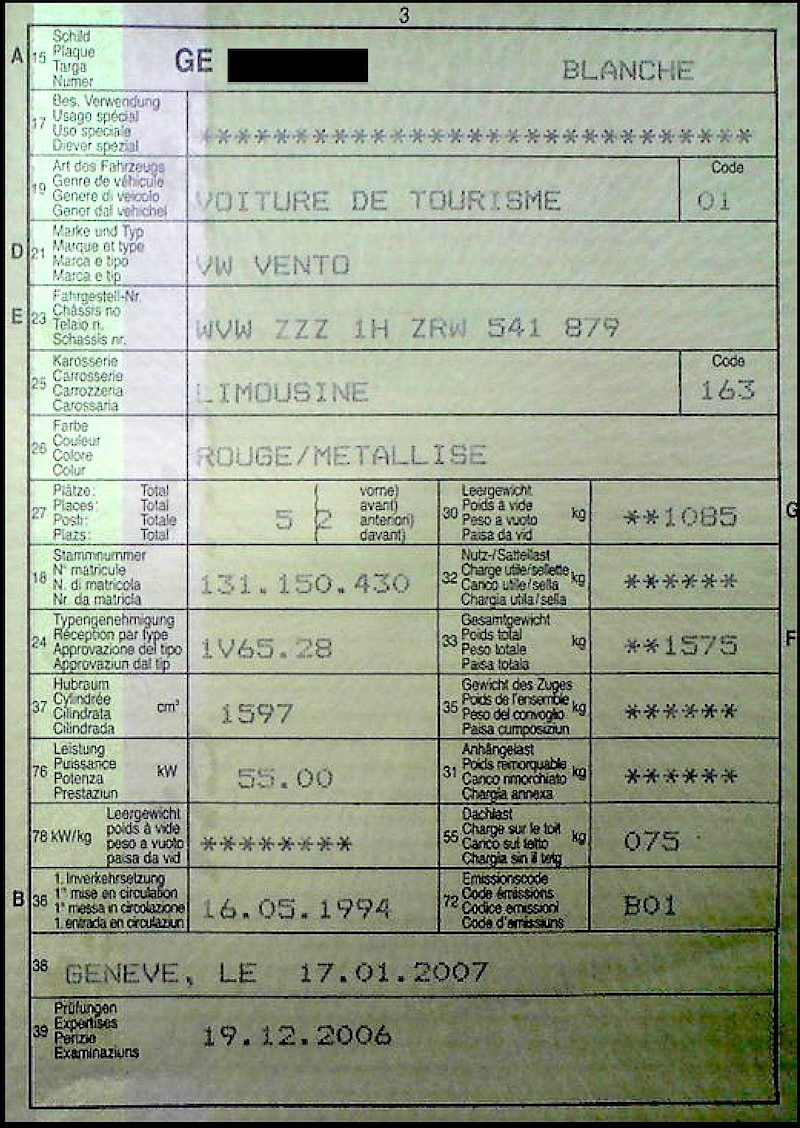 3
A 15 Schild
Plaque
Targa
Numer
GE BLANCHE
17 Bes. Verwendung
Usage spécial
Uso speciale
Diever spezial
******************************
19 Art des Fahrzeugs
Genre de véhicule
Genere di veicolo
Gener dal vehichel
VOITURE DE TOURISME
Code
01
D 21 Marke und Typ
Marque et type
Marca e tipo
Marca e tip
VW VENTO
E 23 Fahrgestell-Nr.
Châssis no
Telaio n.
Schassis nr.
WVW ZZZ 1H ZRW 541 879
25 Karosserie
Carrosserie
Carrozzeria
Carossaria
LIMOUSINE
Code
163
26 Farbe
Couleur
Colore
Colur
ROUGE/METALLISE
27 Plätze: Total
Places: Total
Posti: Totale
Plazs: Total
5 ( 2 vorne)
avant)
anteriori)
davant)
30 Leergewicht
Poids à vide
Peso a vuoto
Paisa da vid
kg
**1085
G
18 Stammnummer
N° matricule
N. di matricola
Nr. da matricla
131.150.430
32 Nutz-/Sattellast
Charge utile/sellette
Carico utile/sella
Chargia utila/sella
kg
******
24 Typengenehmigung
Réception par type
Approvazione del tipo
Approvaziun dal tip
1V65.28
33 Gesamtgewicht
Poids total
Peso totale
Paisa totala
kg
**1575
F
37 Hubraum
Cylindrée
Cilindrata
Cilindrada
cm³
1597
35 Gewicht des Zuges
Poids de l'ensemble
Peso del convoglio
Paisa cumposiziun
kg
******
76 Leistung
Puissance
Potenza
Prestaziun
kW
55.00
31 Anhängelast
Poids remorquable
Carico rimorchiato
Chargia annexa
kg
******
78 kW/kg Leergewicht
poids à vide
peso a vuoto
paisa da vid
********
55 Dachlast
Charge sur le toit
Carico sul tetto
Chargia sin il tetg
kg
075
B 36 1. Inverkehrsetzung
1° mise en circulation
1° messa in circolazione
1. entrada en circulaziun
16.05.1994
72 Emissionscode
Code émissions
Codice emissioni
Code d'emissiuns
B01
38 GENEVE, LE 17.01.2007
39 Prüfungen
Expertises
Perizie
Examinaziuns
19.12.2006